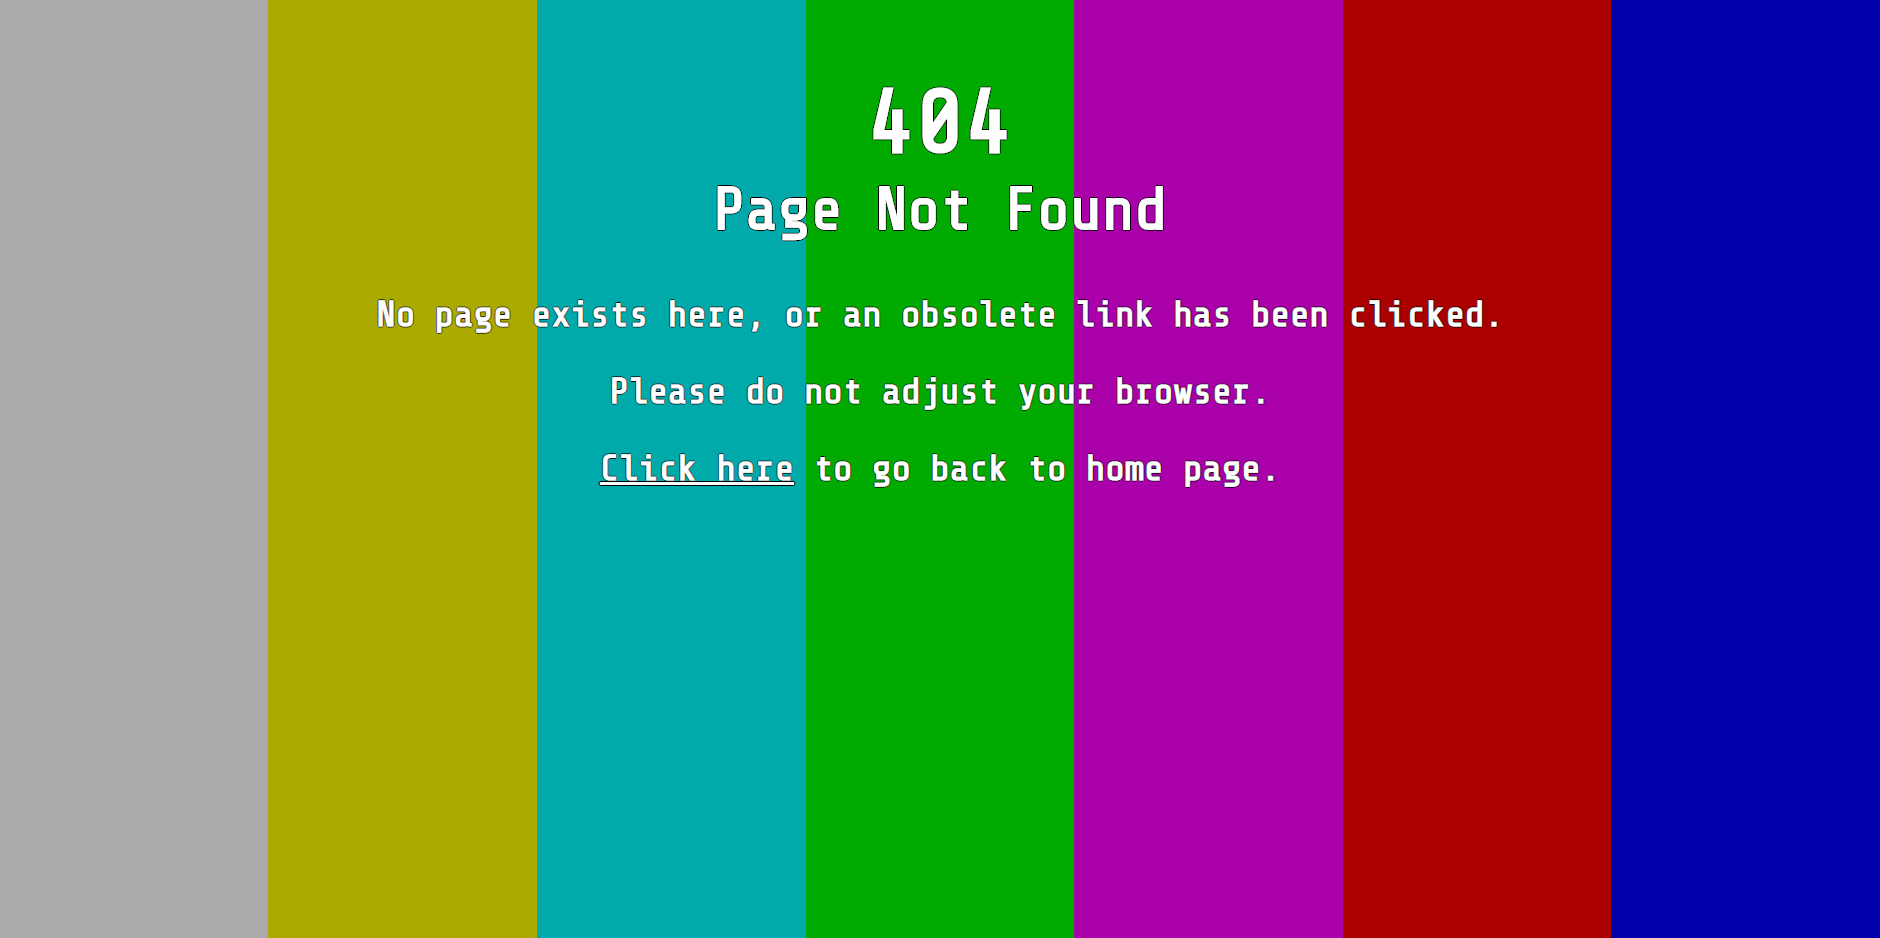 404
Page Not Found
No page exists here, or an obsolete link has been clicked.
Please do not adjust your browser.
Click here to go back to home page.